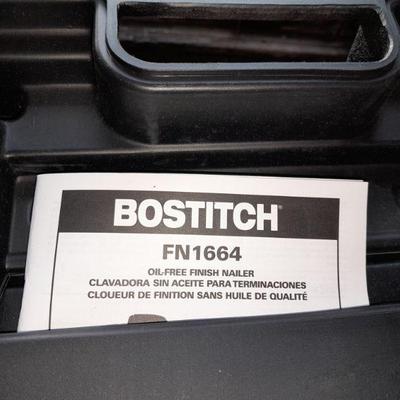 BOSTITCH®
FN1664
OIL-FREE FINISH NAILER
CLAVADORA SIN ACEITE PARA TERMINACIONES
CLOUEUR DE FINITION SANS HUILE DE QUALITÉ